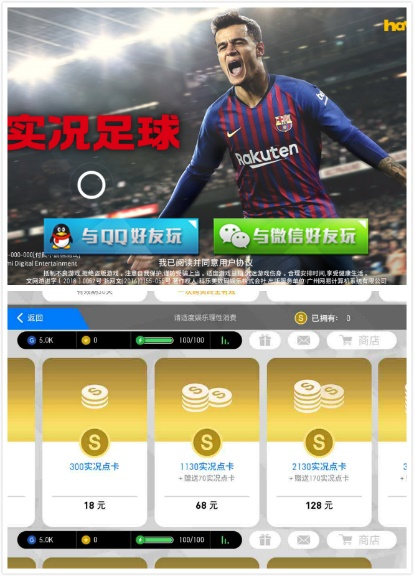 实况足球
Rakuten
与QQ好友玩
与微信好友玩
-000-000[付
mi Digital Entertainment
我已阅读并同意用户协议
抵制不良游戏,拒绝盗版游戏。注意自我保护,谨防受骗上当。适度游戏益脑,沉迷游戏伤身。合理安排时间,享受健康生活。
返回
请适度娱乐理性消费
已拥有: 0
5.0K
0
100/100
商店
300实况点卡
18 元
1130实况点卡
+赠送70实况点卡
68 元
2130实况点卡
+赠送170实况点卡
128 元
5.0K
0
100/100
商店